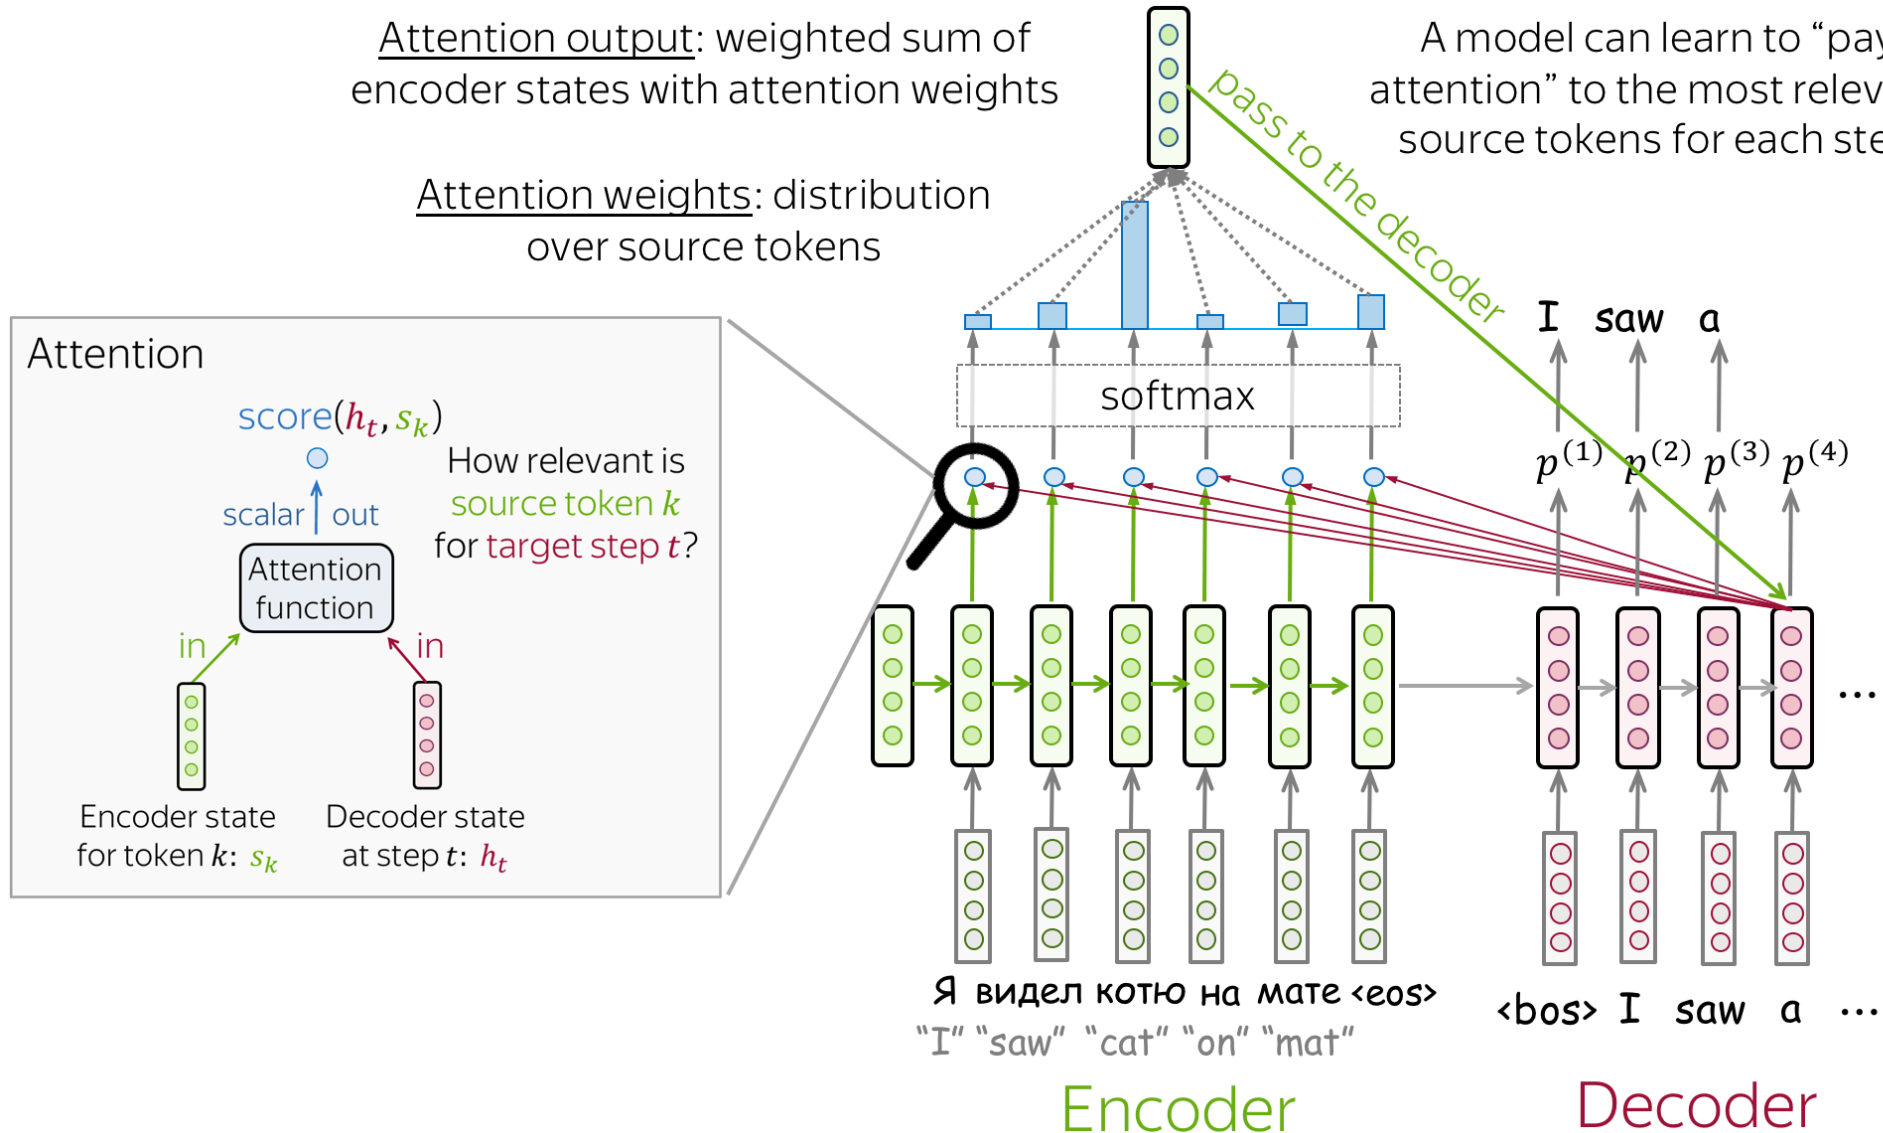 Attention output: weighted sum of
encoder states with attention weights
A model can learn to “pay
attention” to the most relev
source tokens for each ste
pass to the decoder
Attention weights: distribution
over source tokens
Attention
score(h_t, s_k)
How relevant is
source token k
for target step t?
scalar out
Attention
function
in in
Encoder state
for token k: s_k
Decoder state
at step t: h_t
softmax
I saw a
p^(1) p^(2) p^(3) p^(4)
...
Я видел котю на мате <eos>
“I” “saw” “cat” “on” “mat”
<bos> I saw a ...
Encoder
Decoder